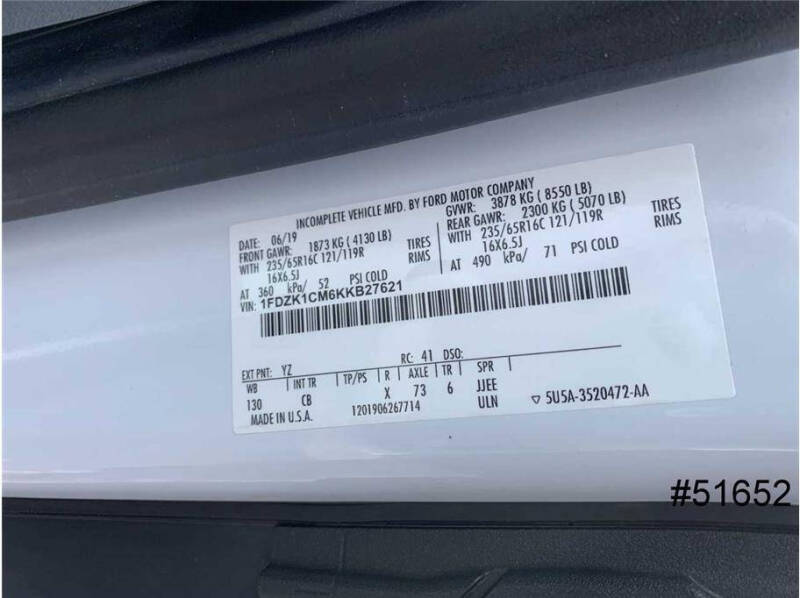 INCOMPLETE VEHICLE MFD. BY FORD MOTOR COMPANY
DATE: 06/19 GVWR: 3878 KG ( 8550 LB)
FRONT GAWR: 1873 KG ( 4130 LB) REAR GAWR: 2300 KG ( 5070 LB)
WITH 235/65R16C 121/119R TIRES WITH 235/65R16C 121/119R TIRES
16X6.5J RIMS 16X6.5J RIMS
AT 360 kPa/ 52 PSI COLD AT 490 kPa/ 71 PSI COLD
VIN: 1FDZK1CM6KKB27621
EXT PNT: YZ RC: 41 DSO:
WB INT TR TP/PS R AXLE TR SPR
130 CB X 73 6 JJEE
MADE IN U.S.A. 1201906267714 ULN ▽ 5U5A-3520472-AA
#51652